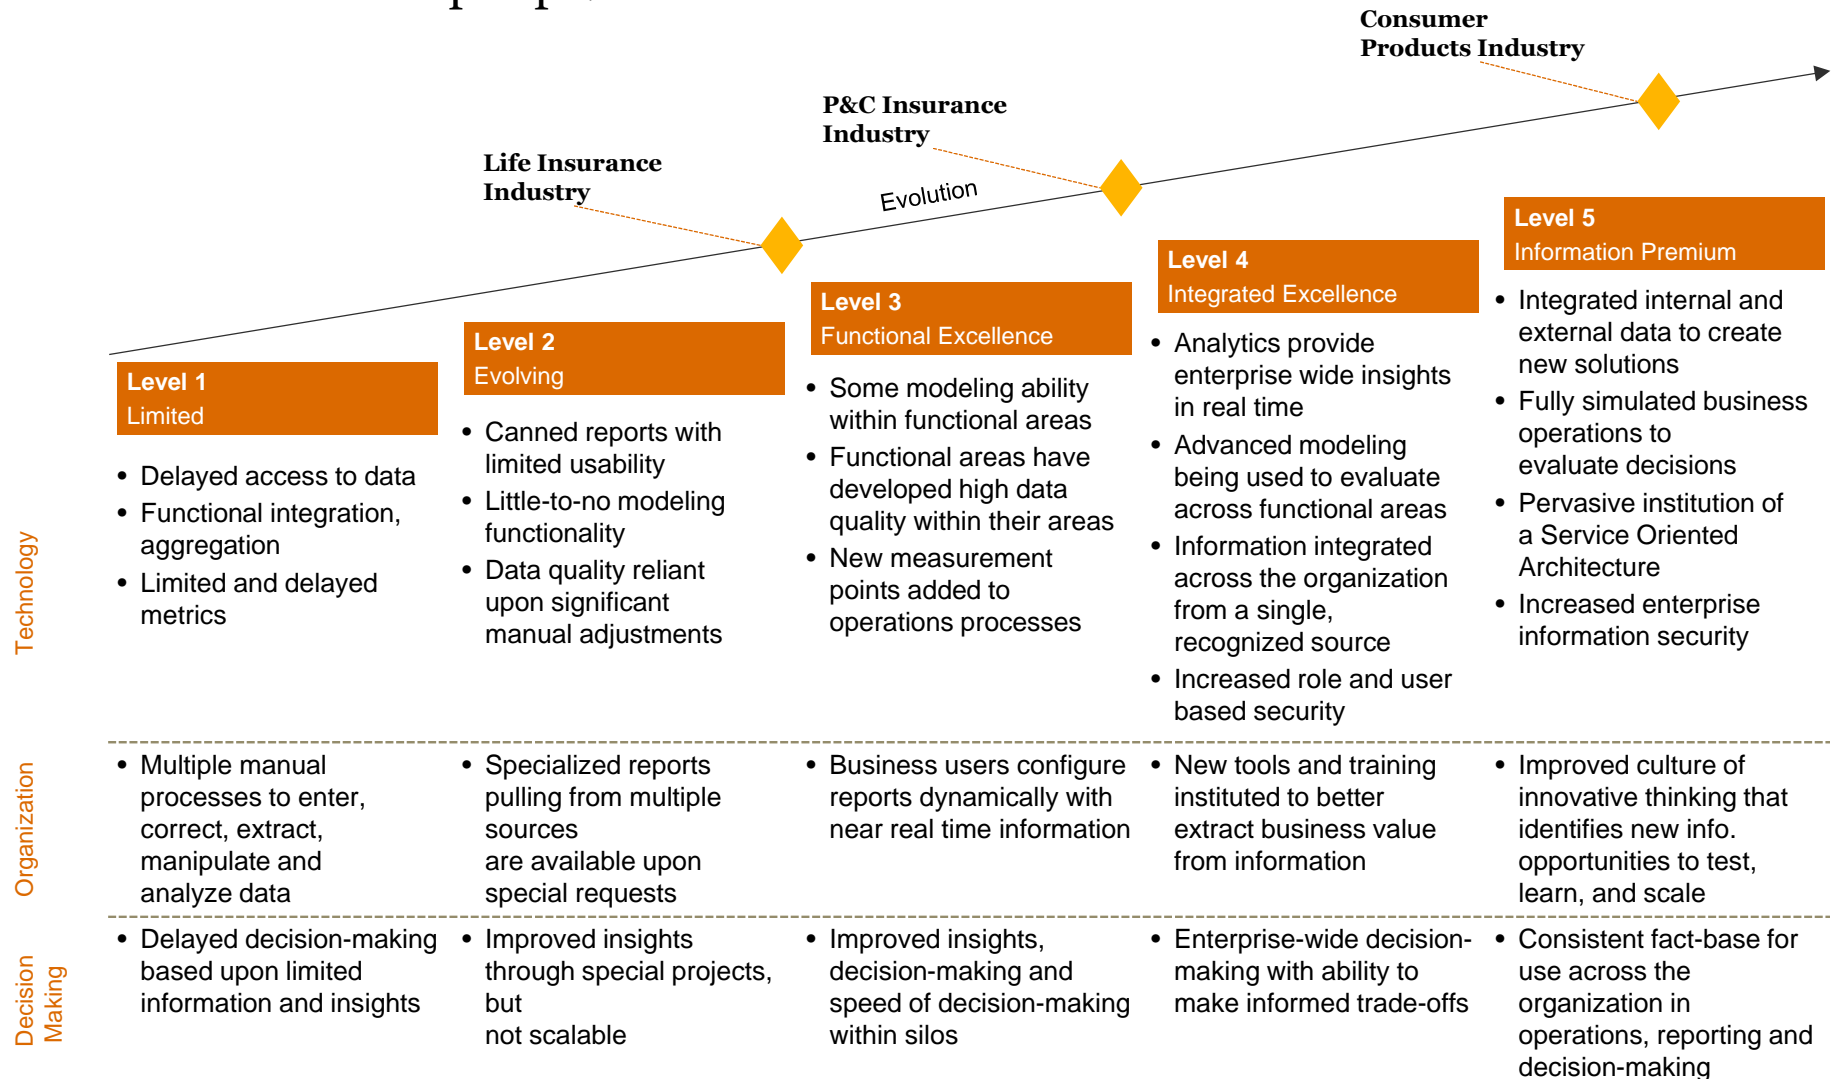 Consumer
Products Industry
P&C Insurance
Industry
Life Insurance
Industry
Evolution
Level 1
Limited
Level 2
Evolving
Level 3
Functional Excellence
Level 4
Integrated Excellence
Level 5
Information Premium
Technology
• Delayed access to data
• Functional integration,
aggregation
• Limited and delayed
metrics
• Canned reports with
limited usability
• Little-to-no modeling
functionality
• Data quality reliant
upon significant
manual adjustments
• Some modeling ability
within functional areas
• Functional areas have
developed high data
quality within their areas
• New measurement
points added to
operations processes
• Analytics provide
enterprise wide insights
in real time
• Advanced modeling
being used to evaluate
across functional areas
• Information integrated
across the organization
from a single,
recognized source
• Increased role and user
based security
• Integrated internal and
external data to create
new solutions
• Fully simulated business
operations to
evaluate decisions
• Pervasive institution of
a Service Oriented
Architecture
• Increased enterprise
information security
Organization
• Multiple manual
processes to enter,
correct, extract,
manipulate and
analyze data
• Specialized reports
pulling from multiple
sources
are available upon
special requests
• Business users configure
reports dynamically with
near real time information
• New tools and training
instituted to better
extract business value
from information
• Improved culture of
innovative thinking that
identifies new info.
opportunities to test,
learn, and scale
Decision
Making
• Delayed decision-making
based upon limited
information and insights
• Improved insights
through special projects,
but
not scalable
• Improved insights,
decision-making and
speed of decision-making
within silos
• Enterprise-wide decision-
making with ability to
make informed trade-offs
• Consistent fact-base for
use across the
organization in
operations, reporting and
decision-making